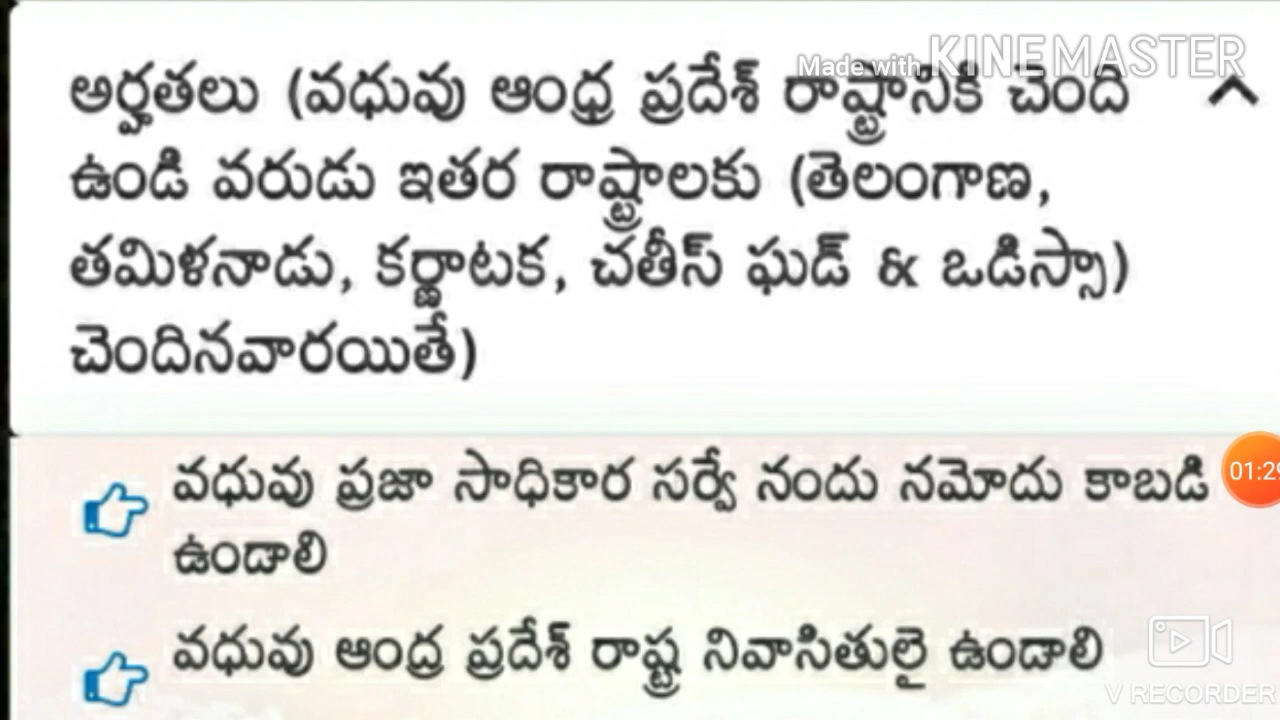 Made with KINEMASTER
అర్హతలు (వధువు ఆంధ్ర ప్రదేశ్ రాష్ట్రానికి చెంది
ఉండి వరుడు ఇతర రాష్ట్రాలకు (తెలంగాణ,
తమిళనాడు, కర్ణాటక, చతీస్ ఘడ్ & ఒడిస్సా)
చెందినవారయితే)
వధువు ప్రజా సాధికార సర్వే నందు నమోదు కాబడి
ఉండాలి
01:29
వధువు ఆంధ్ర ప్రదేశ్ రాష్ట్ర నివాసితులై ఉండాలి
V RECORDER